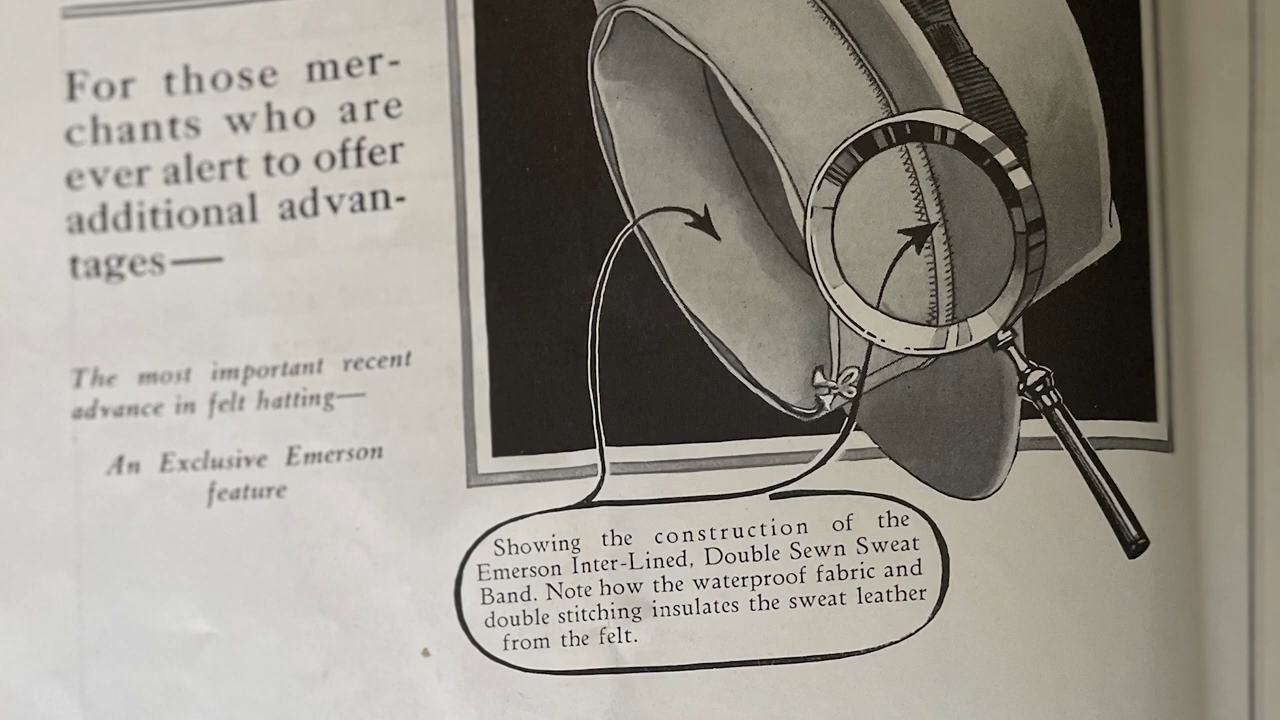 For those mer-
chants who are
ever alert to offer
additional advan-
tages—
The most important recent
advance in felt hatting—
An Exclusive Emerson
feature
Showing the construction of the
Emerson Inter-Lined, Double Sewn Sweat
Band. Note how the waterproof fabric and
double stitching insulates the sweat leather
from the felt.